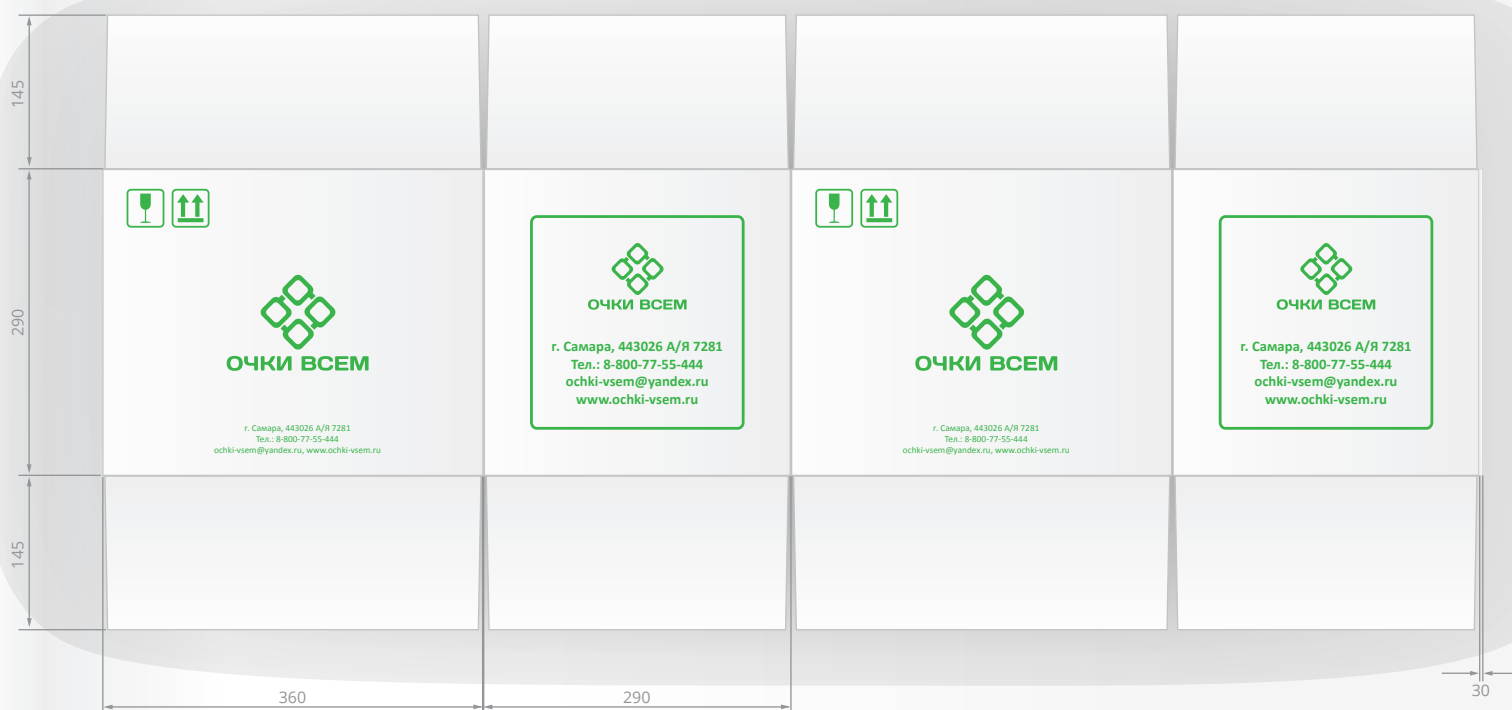 145
290
145
ОЧКИ ВСЕМ
г. Самара, 443026 А/Я 7281
Тел.: 8-800-77-55-444
ochki-vsem@yandex.ru, www.ochki-vsem.ru
ОЧКИ ВСЕМ
г. Самара, 443026 А/Я 7281
Тел.: 8-800-77-55-444
ochki-vsem@yandex.ru
www.ochki-vsem.ru
ОЧКИ ВСЕМ
г. Самара, 443026 А/Я 7281
Тел.: 8-800-77-55-444
ochki-vsem@yandex.ru, www.ochki-vsem.ru
ОЧКИ ВСЕМ
г. Самара, 443026 А/Я 7281
Тел.: 8-800-77-55-444
ochki-vsem@yandex.ru
www.ochki-vsem.ru
360
290
30